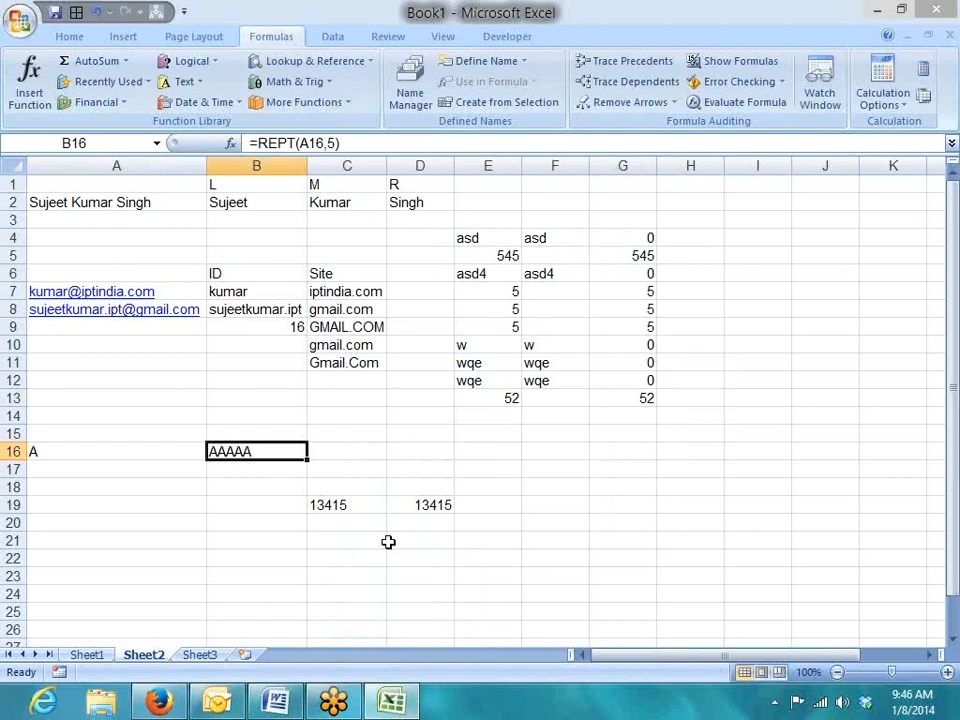 Book1 - Microsoft Excel
Home Insert Page Layout Formulas Data Review View Developer
Insert Function
Σ AutoSum
Recently Used
Financial
Logical
Text
Date & Time
Lookup & Reference
Math & Trig
More Functions
Function Library
Name Manager
Define Name
Use in Formula
Create from Selection
Defined Names
Trace Precedents
Trace Dependents
Remove Arrows
Show Formulas
Error Checking
Evaluate Formula
Formula Auditing
Watch Window
Calculation Options
Calculation
B16 fx =REPT(A16,5)
A B C D E F G H I J K
1 L M R
2 Sujeet Kumar Singh Sujeet Kumar Singh
3
4 asd asd 0
5 545 545
6 ID Site asd4 asd4 0
7 kumar@iptindia.com kumar iptindia.com 5 5
8 sujeetkumar.ipt@gmail.com sujeetkumar.ipt gmail.com 5 5
9 16 GMAIL.COM 5 5
10 gmail.com w w 0
11 Gmail.Com wqe wqe 0
12 wqe wqe 0
13 52 52
14
15
16 A AAAAA
17
18
19 13415 13415
20
21
22
23
24
25
26
27
Sheet1 Sheet2 Sheet3
Ready 100%
9:46 AM
1/8/2014